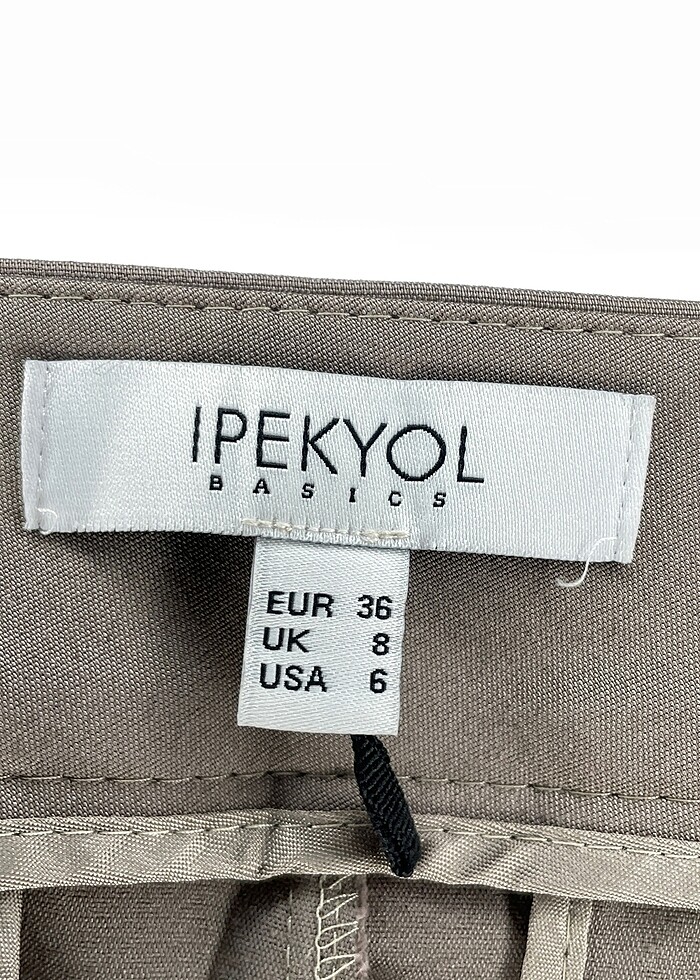 IPEKYOL
BASICS
EUR 36
UK 8
USA 6